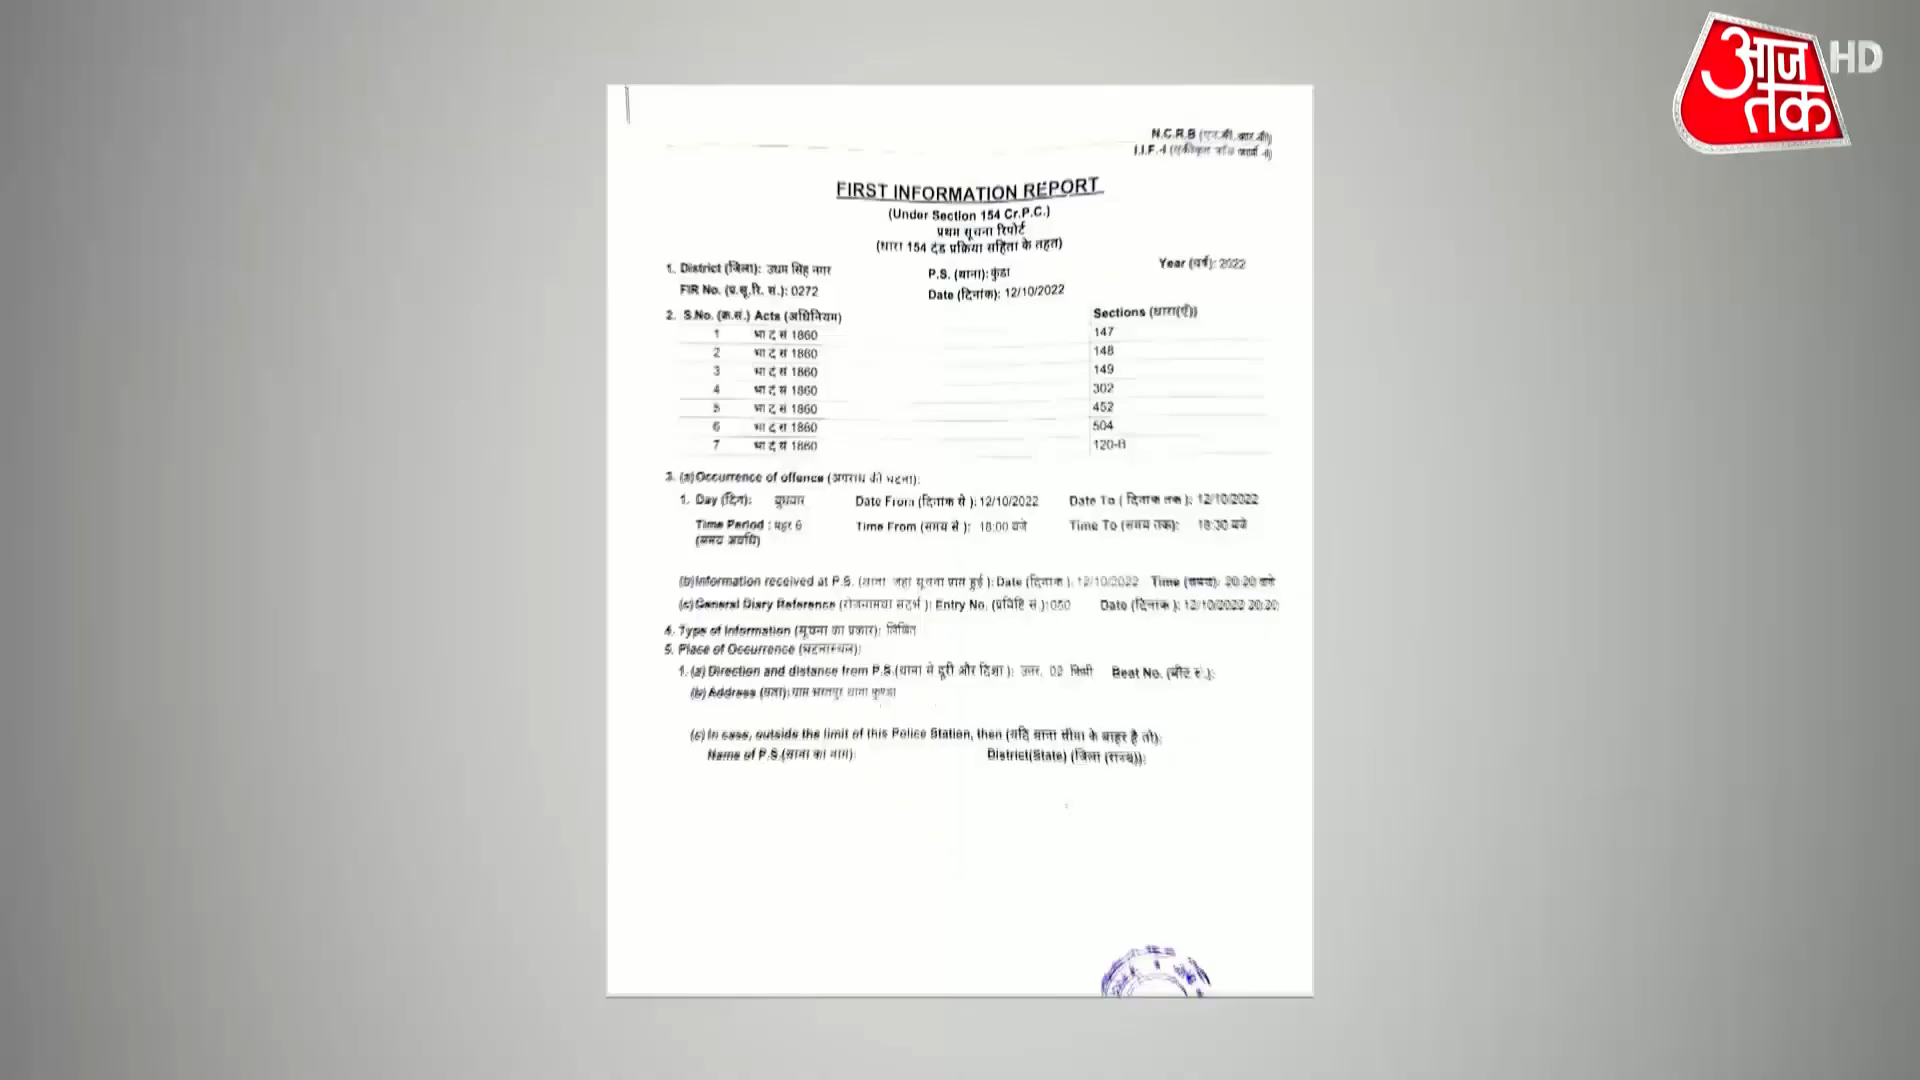 आज तक HD
N.C.R.B (एन.सी.आर.बी)
I.I.F.-I (एकीकृत जाँच फार्म -I)
FIRST INFORMATION REPORT
(Under Section 154 Cr.P.C.)
प्रथम सूचना रिपोर्ट
(धारा 154 दंड प्रक्रिया संहिता के तहत)
1. District (जिला): उधम सिंह नगर P.S. (थाना): कुंडा Year (वर्ष): 2022
FIR No. (प्र.सू.रि. सं.): 0272 Date (दिनांक): 12/10/2022
2. S.No. (क्र.सं.) Acts (अधिनियम) Sections (धारा(एँ))
1 भा दं सं 1860 147
2 भा दं सं 1860 148
3 भा दं सं 1860 149
4 भा दं सं 1860 302
5 भा दं सं 1860 452
6 भा दं सं 1860 504
7 भा दं सं 1860 120-B
3. (a) Occurrence of offence (अपराध की घटना):
1. Day (दिन): बुधवार Date From (दिनांक से ): 12/10/2022 Date To ( दिनांक तक ): 12/10/2022
Time Period : पहर 6 Time From (समय से ): 18:00 बजे Time To (समय तक): 18:30 बजे
(समय अवधि)
(b) Information received at P.S. (थाना जहा सूचना प्राप्त हुई ): Date (दिनांक ): 12/10/2022 Time (समय): 20:20 बजे
(c) General Diary Reference (रोजनामचा संदर्भ ): Entry No. (प्रविष्टि सं.): 050 Date (दिनांक ): 12/10/2022 20:20
4. Type of Information (सूचना का प्रकार): लिखित
5. Place of Occurrence (घटनास्थल):
1. (a) Direction and distance from P.S.(थाना से दूरी और दिशा ): उत्तर, 02 किमी Beat No. (बीट सं.):
(b) Address (पता): ग्राम भरतपुर थाना कुण्डा
(c) In case, outside the limit of this Police Station, then (यदि थाना सीमा के बाहर है तो):
Name of P.S.(थाना का नाम): District(State) (जिला (राज्य)):